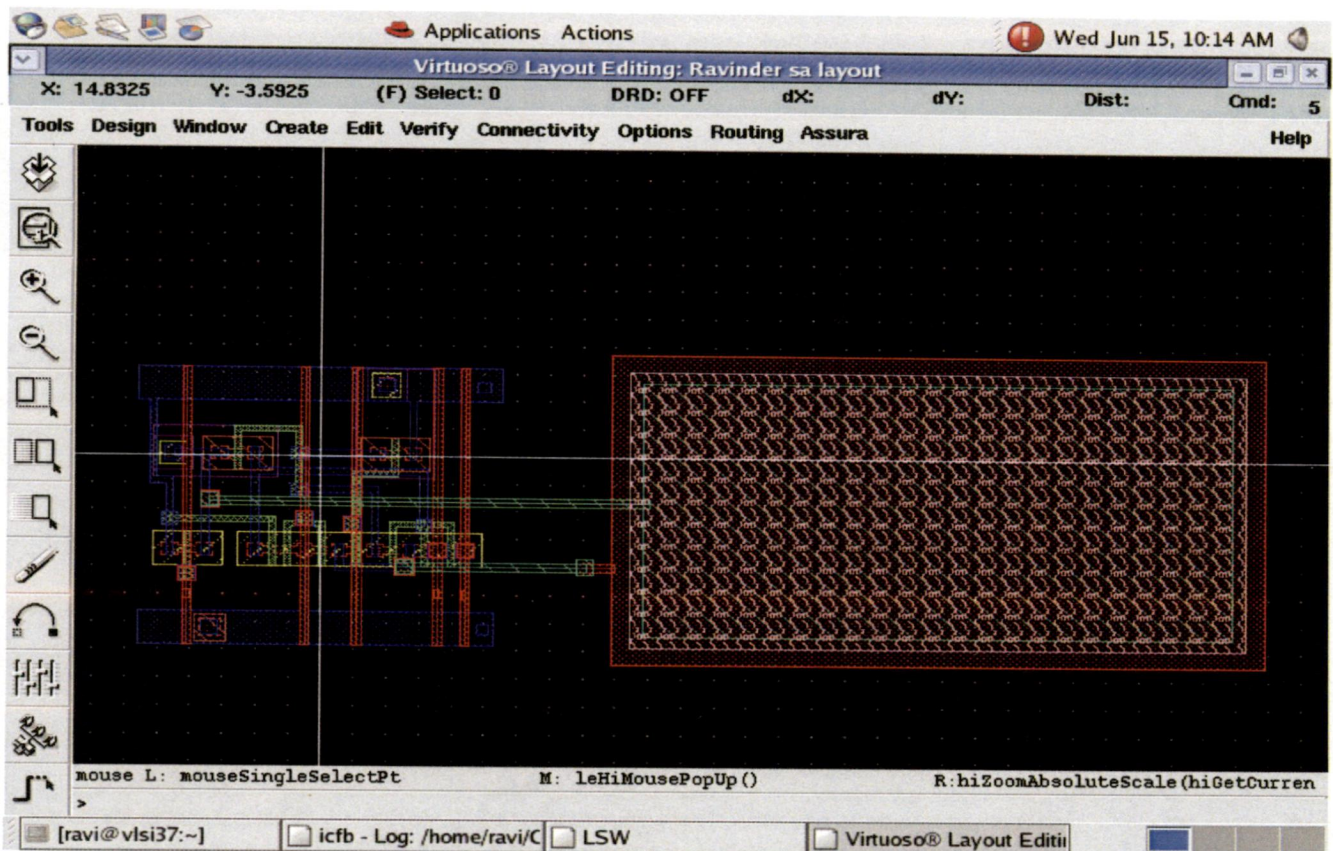 Applications Actions Wed Jun 15, 10:14 AM
Virtuoso® Layout Editing: Ravinder sa layout
X: 14.8325 Y: -3.5925 (F) Select: 0 DRD: OFF dX: dY: Dist: Cmd: 5
Tools Design Window Create Edit Verify Connectivity Options Routing Assura Help
mouse L: mouseSingleSelectPt M: leHiMousePopUp() R:hiZoomAbsoluteScale(hiGetCurren
>
[ravi@vlsi37:~] icfb - Log: /home/ravi/C LSW Virtuoso® Layout Editi